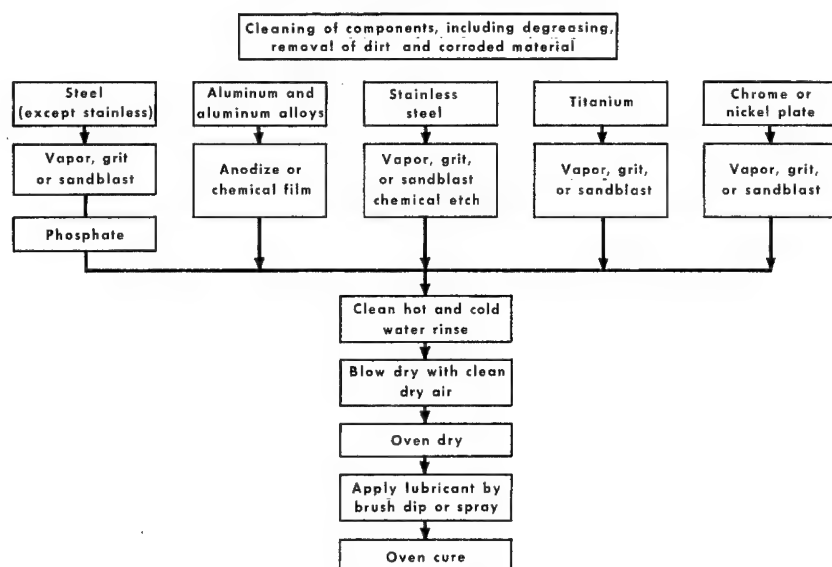 Cleaning of components, including degreasing,
removal of dirt and corroded material
Steel
(except stainless)
Aluminum and
aluminum alloys
Stainless
steel
Titanium
Chrome or
nickel plate
Vapor, grit
or sandblast
Anodize or
chemical film
Vapor, grit,
or sandblast
chemical etch
Vapor, grit,
or sandblast
Vapor, grit,
or sandblast
Phosphate
Clean hot and cold
water rinse
Blow dry with clean
dry air
Oven dry
Apply lubricant by
brush dip or spray
Oven cure